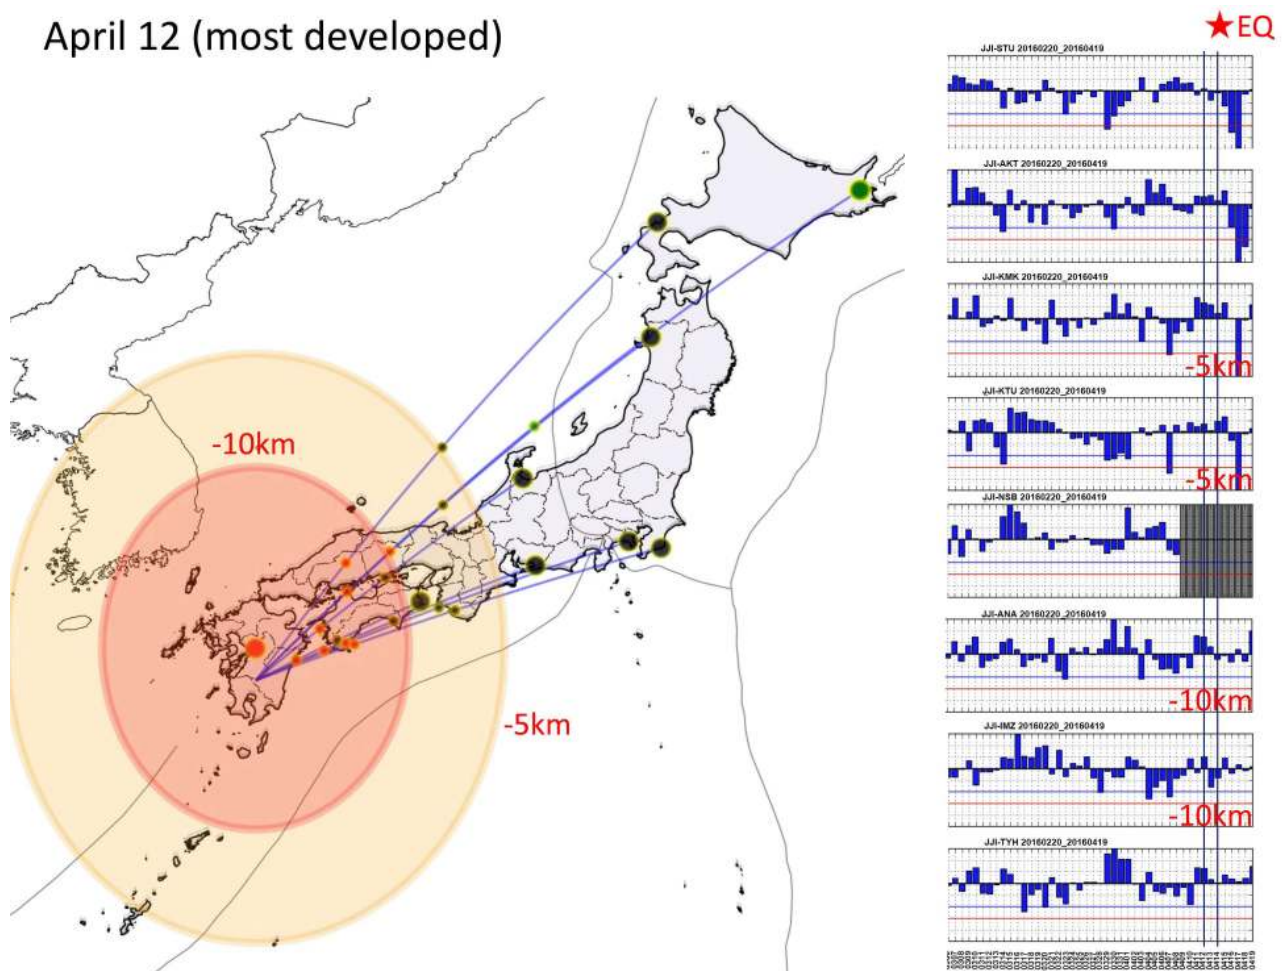 April 12 (most developed)
★EQ
-10km
-5km
JJI-STU 20160220_20160419
JJI-AKT 20160220_20160419
JJI-KMK 20160220_20160419
-5km
JJI-KTU 20160220_20160419
-5km
JJI-NSB 20160220_20160419
JJI-ANA 20160220_20160419
-10km
JJI-IMZ 20160220_20160419
-10km
JJI-TYH 20160220_20160419